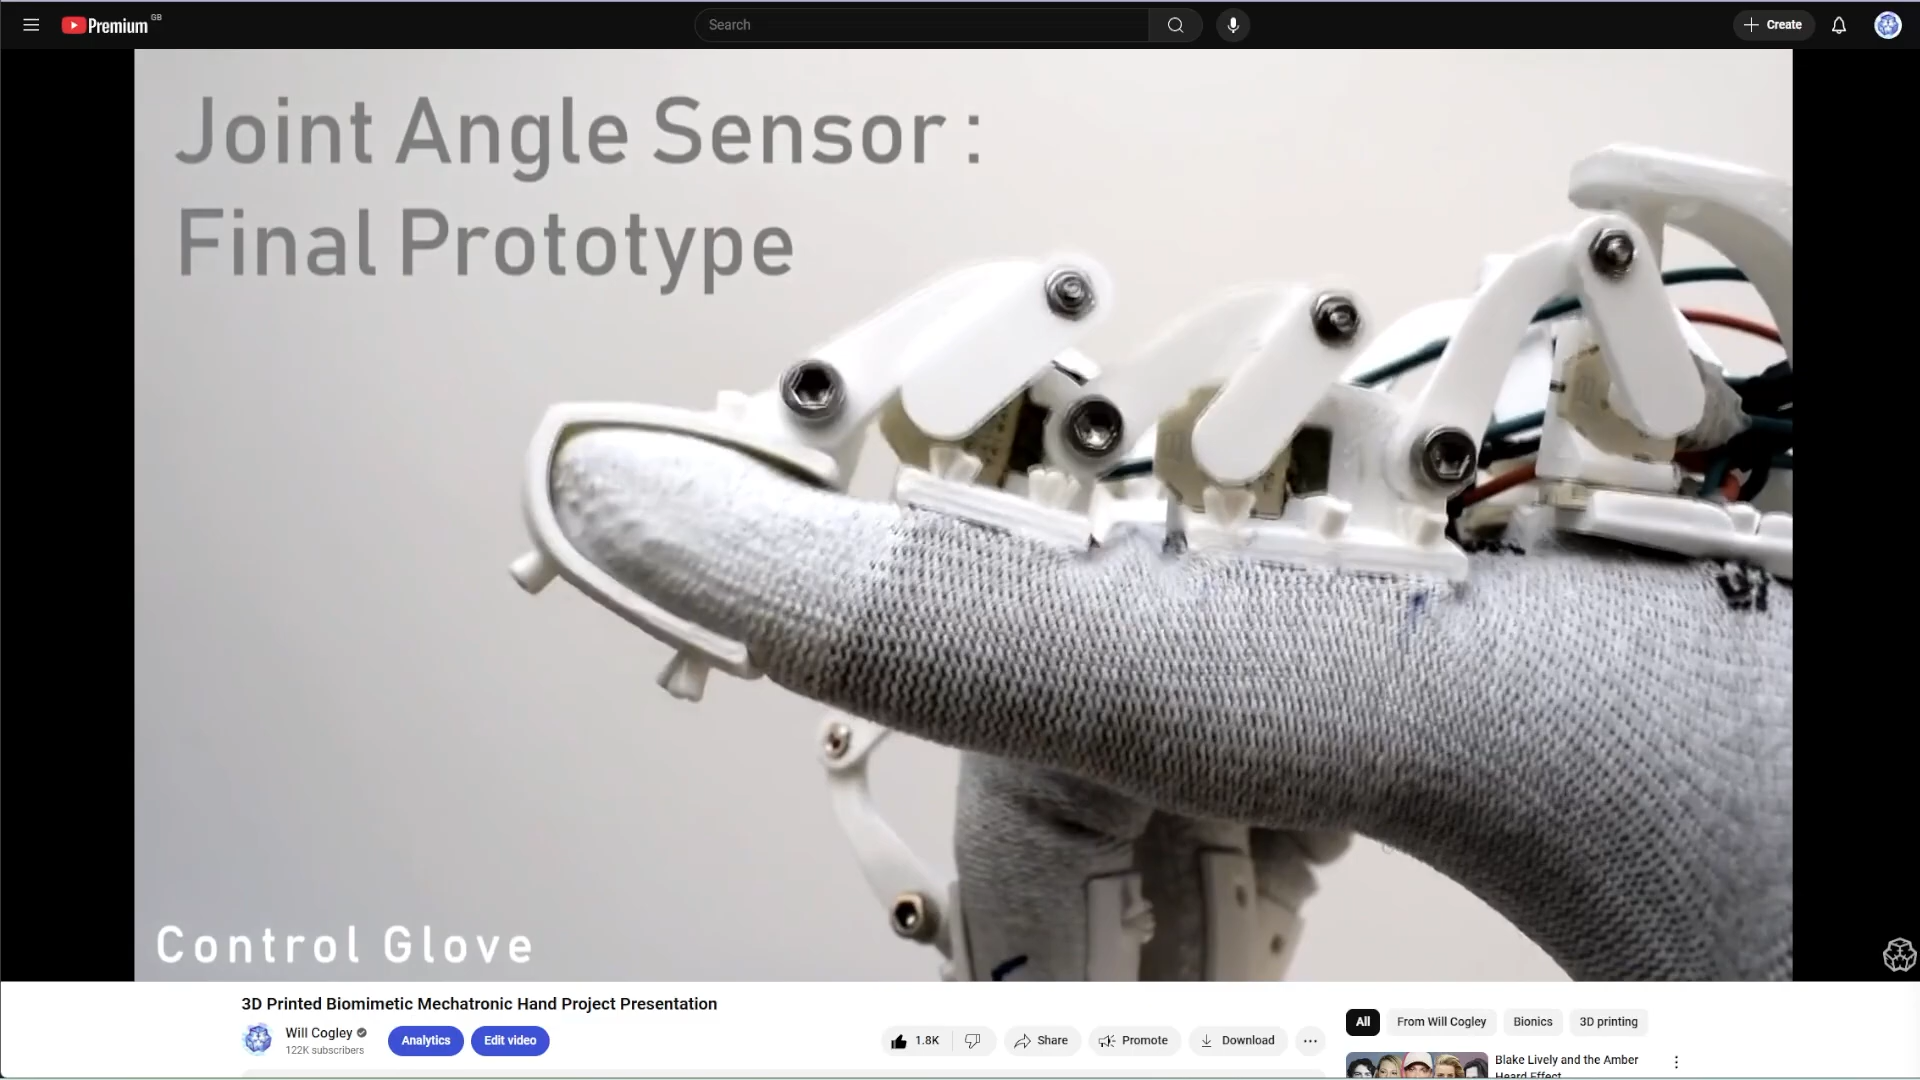 Premium GB
Search
Create
Joint Angle Sensor :
Final Prototype
Control Glove
3D Printed Biomimetic Mechatronic Hand Project Presentation
Will Cogley
122K subscribers
Analytics
Edit video
1.8K
Share
Promote
Download
All
From Will Cogley
Bionics
3D printing
Blake Lively and the Amber
Heard Effect